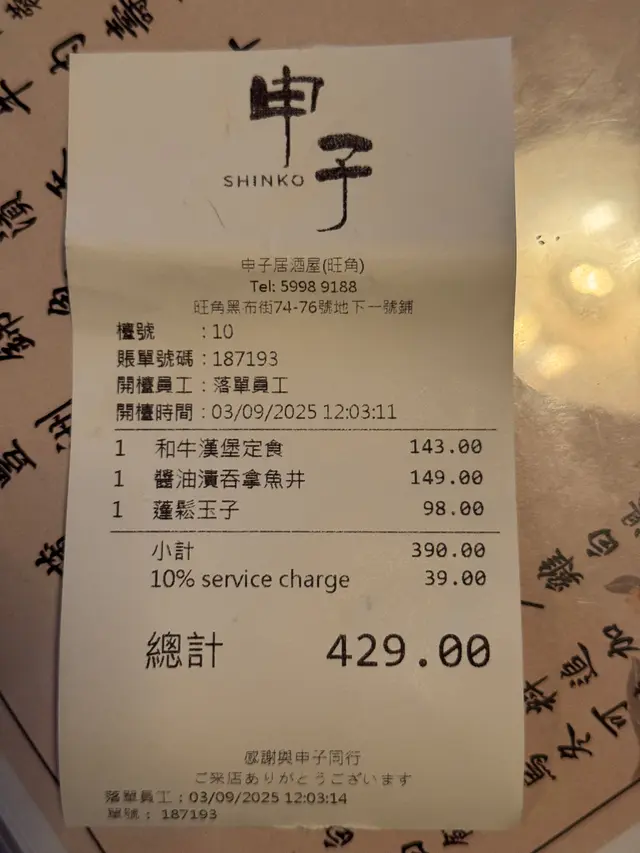 申子
SHINKO
申子居酒屋(旺角)
Tel: 5998 9188
旺角黑布街74-76號地下一號鋪
檯號 : 10
賬單號碼 : 187193
開檯員工 : 落單員工
開檯時間 : 03/09/2025 12:03:11
1 和牛漢堡定食 143.00
1 醬油漬吞拿魚丼 149.00
1 蓬鬆玉子 98.00
小計 390.00
10% service charge 39.00
總計 429.00
感謝與申子同行
ご来店ありがとうございます
落單員工 : 03/09/2025 12:03:14
單號 : 187193